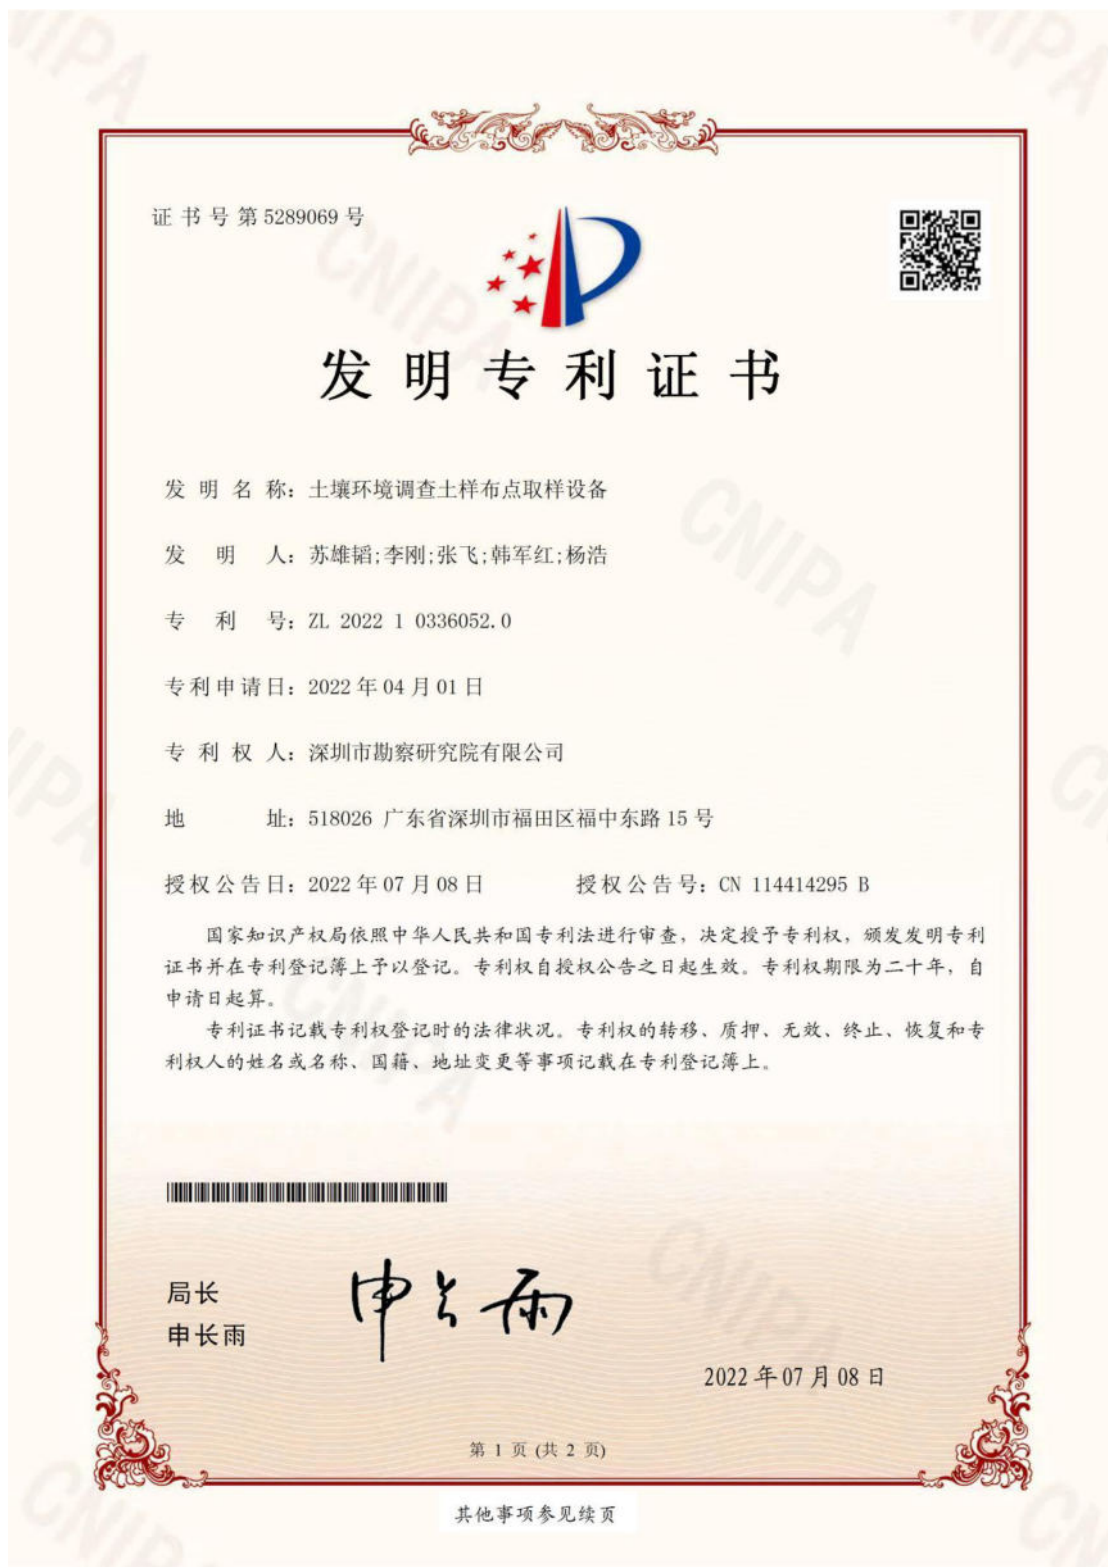 证书号第5289069号
发明专利证书
发明名称：土壤环境调查土样布点取样设备
发明人：苏雄韬;李刚;张飞;韩军红;杨浩
专利号：ZL 2022 1 0336052.0
专利申请日：2022年04月01日
专利权人：深圳市勘察研究院有限公司
地址：518026 广东省深圳市福田区福中东路15号
授权公告日：2022年07月08日 授权公告号：CN 114414295 B
国家知识产权局依照中华人民共和国专利法进行审查，决定授予专利权，颁发发明专利
证书并在专利登记簿上予以登记。专利权自授权公告之日起生效。专利权期限为二十年，自
申请日起算。
专利证书记载专利权登记时的法律状况。专利权的转移、质押、无效、终止、恢复和专
利权人的姓名或名称、国籍、地址变更等事项记载在专利登记簿上。
局长
申长雨
申长雨
2022年07月08日
第 1 页 (共 2 页)
其他事项参见续页
CNIPA
CNIPA
CNIPA
CNIPA
CNIPA